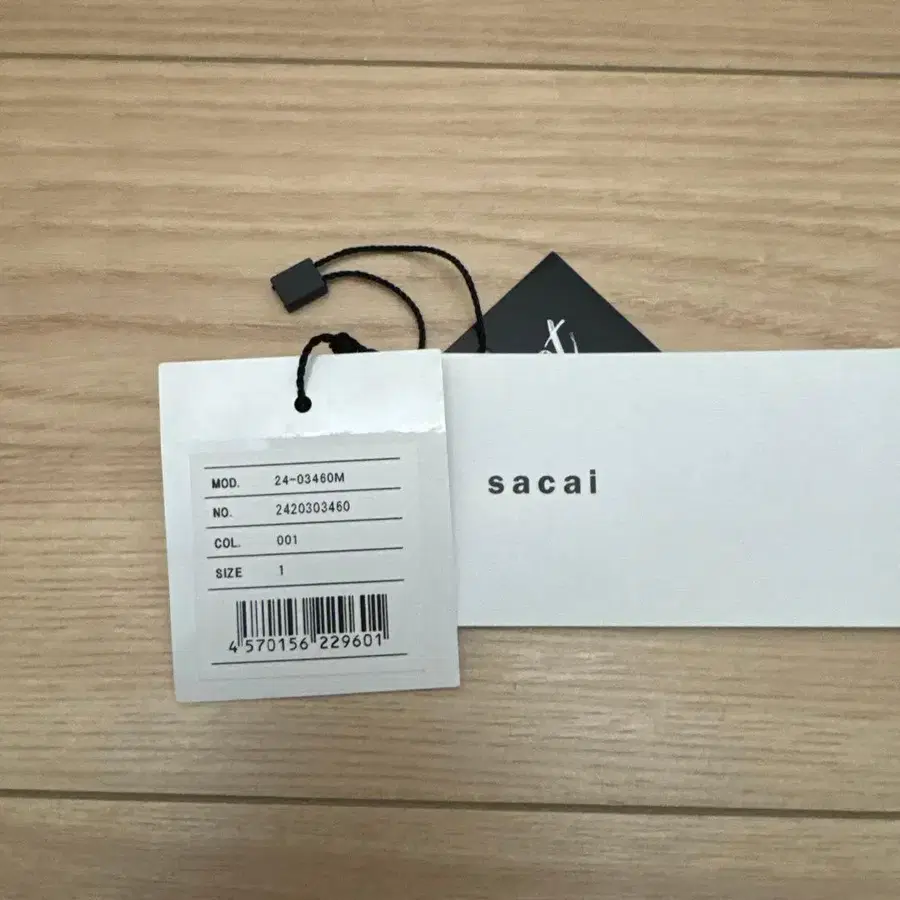 MOD. 24-03460M
NO. 2420303460
COL. 001
SIZE 1
4 570156 229601
sacai